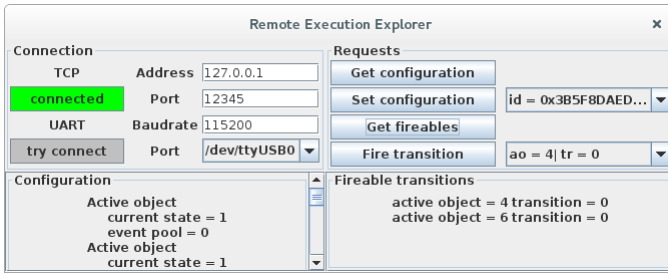 Remote Execution Explorer
Connection
TCP Address 127.0.0.1
connected Port 12345
UART Baudrate 115200
try connect Port /dev/ttyUSB0
Requests
Get configuration
Set configuration id = 0x3B5F8DAED...
Get fireables
Fire transition ao = 4| tr = 0
Configuration
Active object
current state = 1
event pool = 0
Active object
current state = 1
Fireable transitions
active object = 4 transition = 0
active object = 6 transition = 0